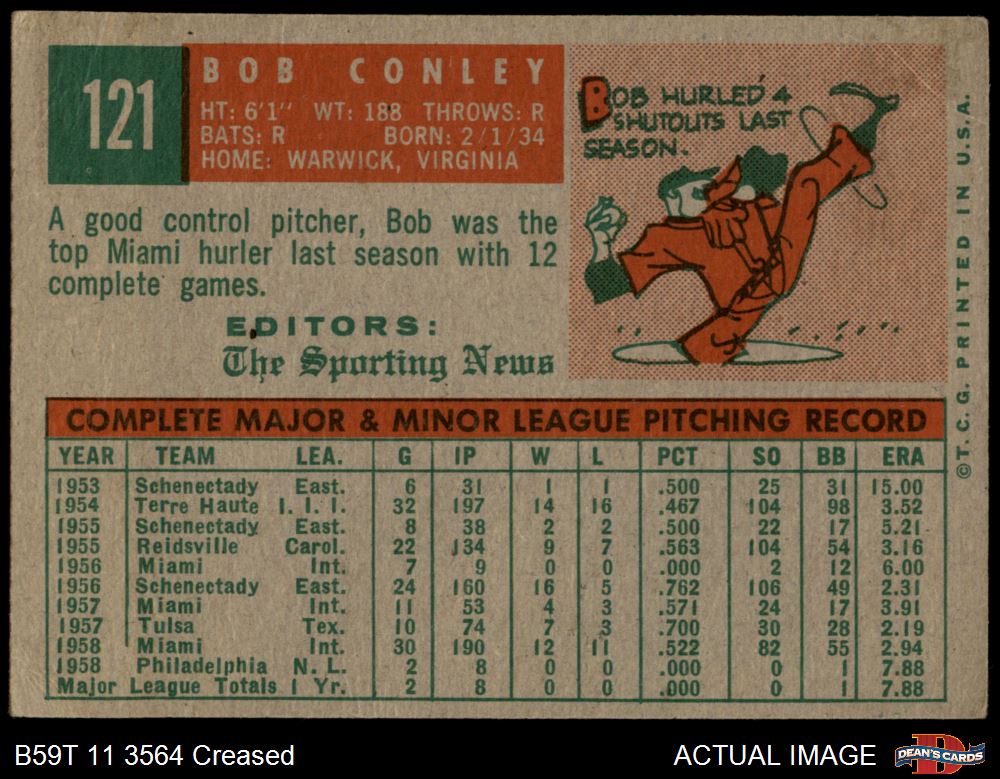 121
BOB CONLEY
HT: 6'1" WT: 188 THROWS: R
BATS: R BORN: 2/1/34
HOME: WARWICK, VIRGINIA
BOB HURLED 4
SHUTOUTS LAST
SEASON.
A good control pitcher, Bob was the
top Miami hurler last season with 12
complete games.
EDITORS:
The Sporting News
©T.C.G. PRINTED IN U.S.A.
COMPLETE MAJOR & MINOR LEAGUE PITCHING RECORD
YEAR TEAM LEA. G IP W L PCT SO BB ERA
1953 Schenectady East. 6 31 1 1 .500 25 31 15.00
1954 Terre Haute I. I. I. 32 197 14 16 .467 104 98 3.52
1955 Schenectady East. 8 38 2 2 .500 22 17 5.21
1955 Reidsville Carol. 22 134 9 7 .563 104 54 3.16
1956 Miami Int. 7 9 0 0 .000 2 12 6.00
1956 Schenectady East. 24 160 16 5 .762 106 49 2.31
1957 Miami Int. 11 53 4 3 .571 24 17 3.91
1957 Tulsa Tex. 10 74 7 3 .700 30 28 2.19
1958 Miami Int. 30 190 12 11 .522 82 55 2.94
1958 Philadelphia N. L. 2 8 0 0 .000 0 1 7.88
Major League Totals 1 Yr. 2 8 0 0 .000 0 1 7.88
B59T 11 3564 Creased
ACTUAL IMAGE
DEAN'S CARDS